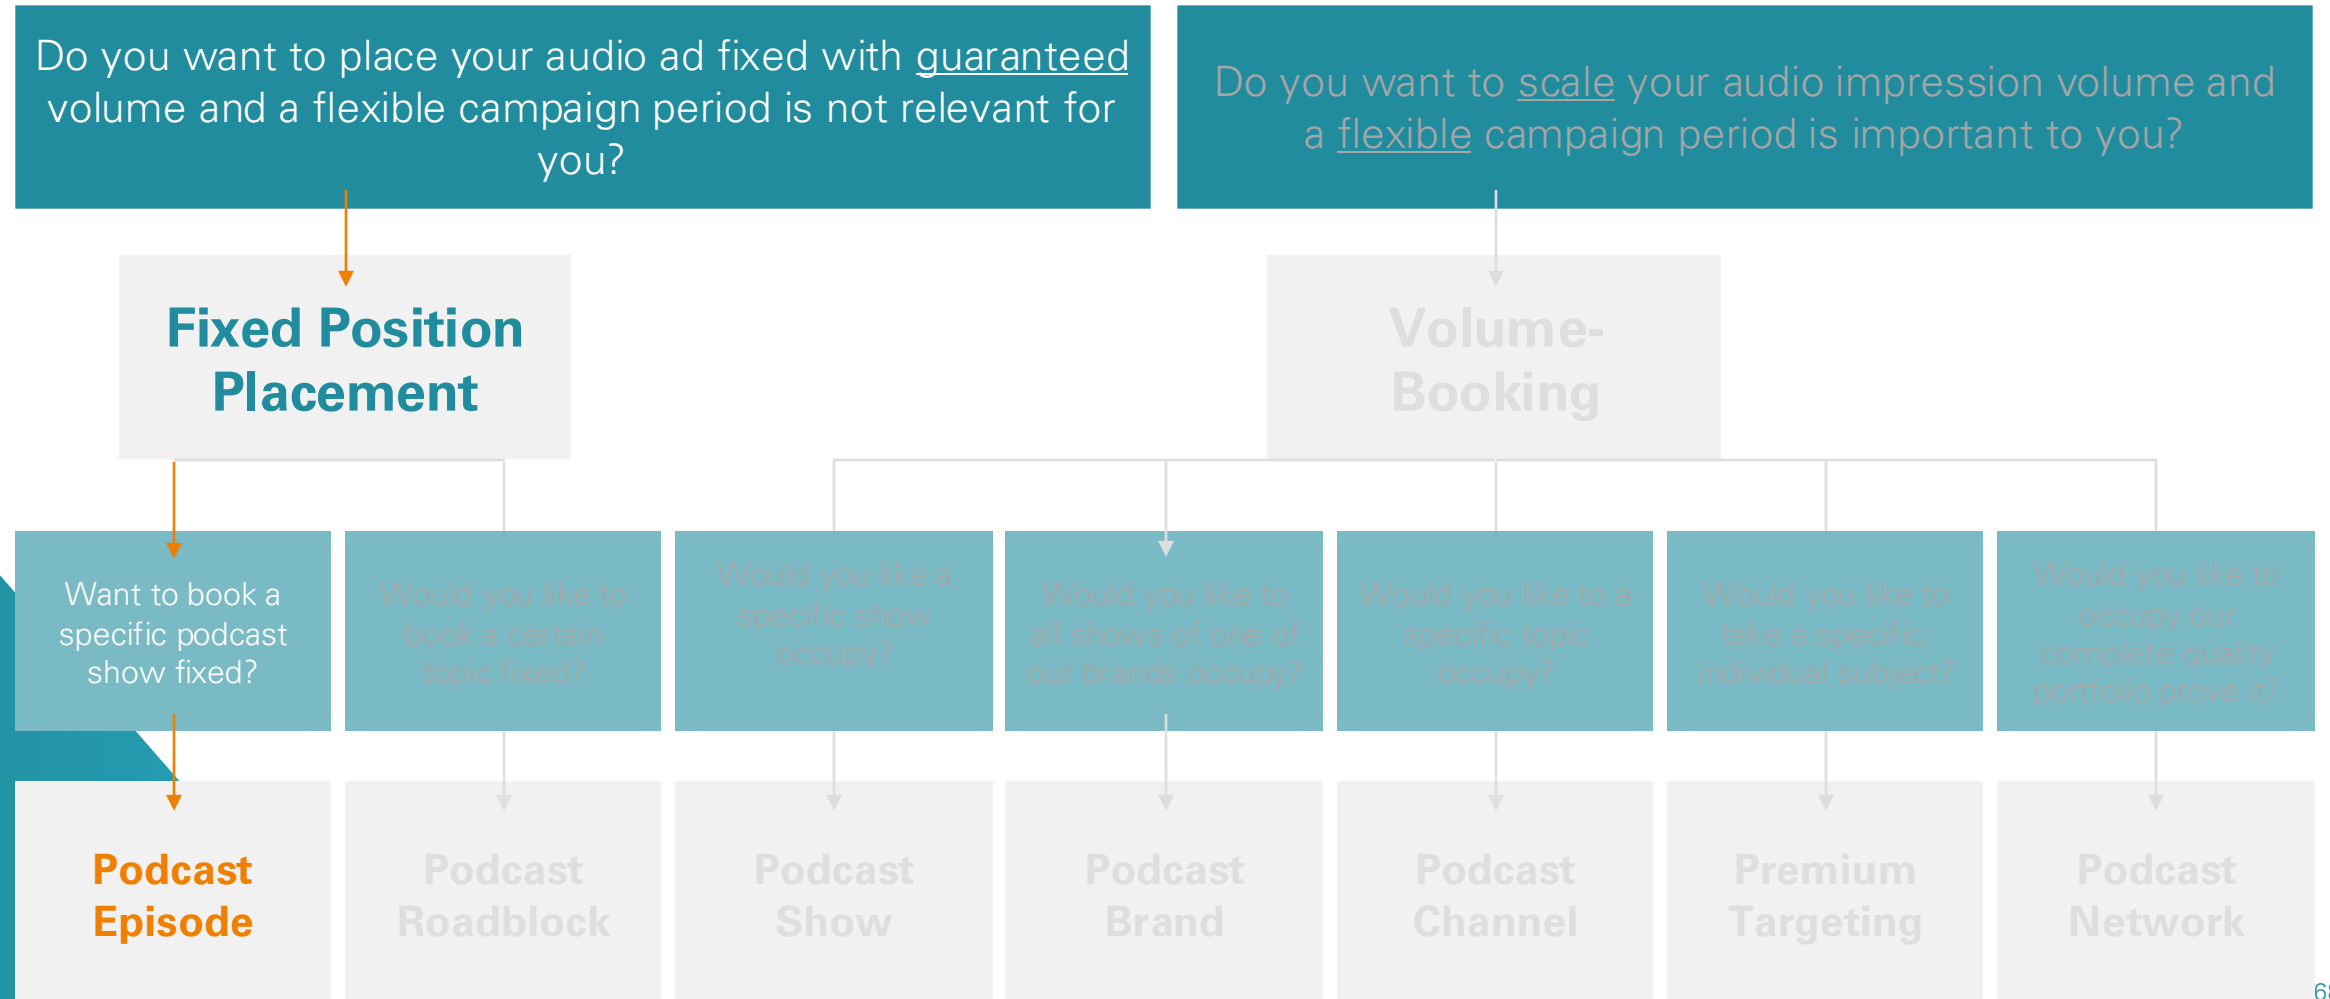 Do you want to place your audio ad fixed with guaranteed
volume and a flexible campaign period is not relevant for
you?
Do you want to scale your audio impression volume and
a flexible campaign period is important to you?
Fixed Position
Placement
Volume-
Booking
Want to book a
specific podcast
show fixed?
Would you like to
book a certain
topic fixed?
Would you like a
specific show
occupy?
Would you like to
all shows of one of
our brands occupy?
Would you like to a
specific topic
occupy?
Would you like to
take a specific,
individual subject?
Would you like to
occupy our
complete quality
portfolio prove it?
Podcast
Episode
Podcast
Roadblock
Podcast
Show
Podcast
Brand
Podcast
Channel
Premium
Targeting
Podcast
Network